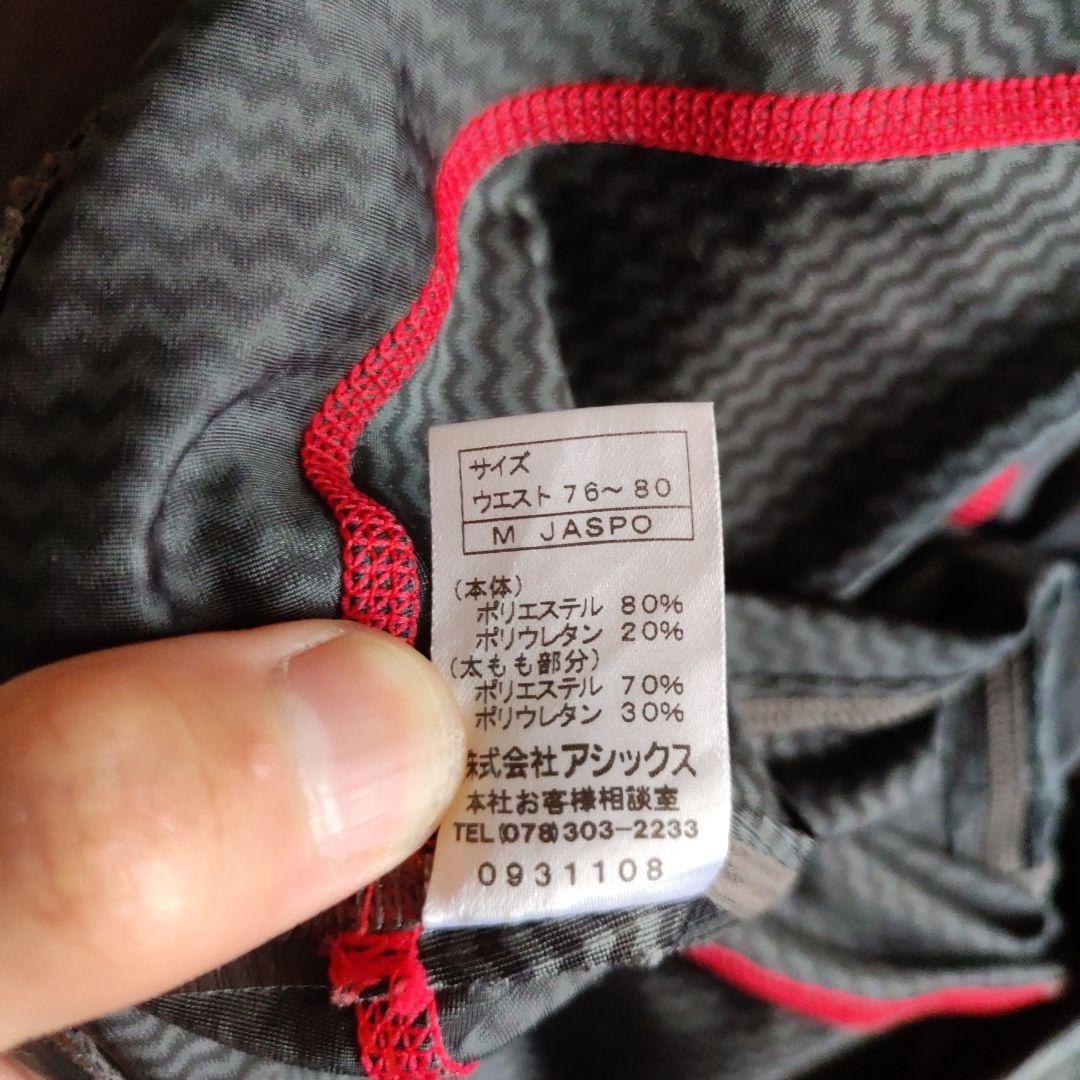 サイズ
ウエスト 76〜80
M JASPO
(本体)
ポリエステル 80%
ポリウレタン 20%
(太もも部分)
ポリエステル 70%
ポリウレタン 30%
株式会社アシックス
本社お客様相談室
TEL(078)303-2233
0931108